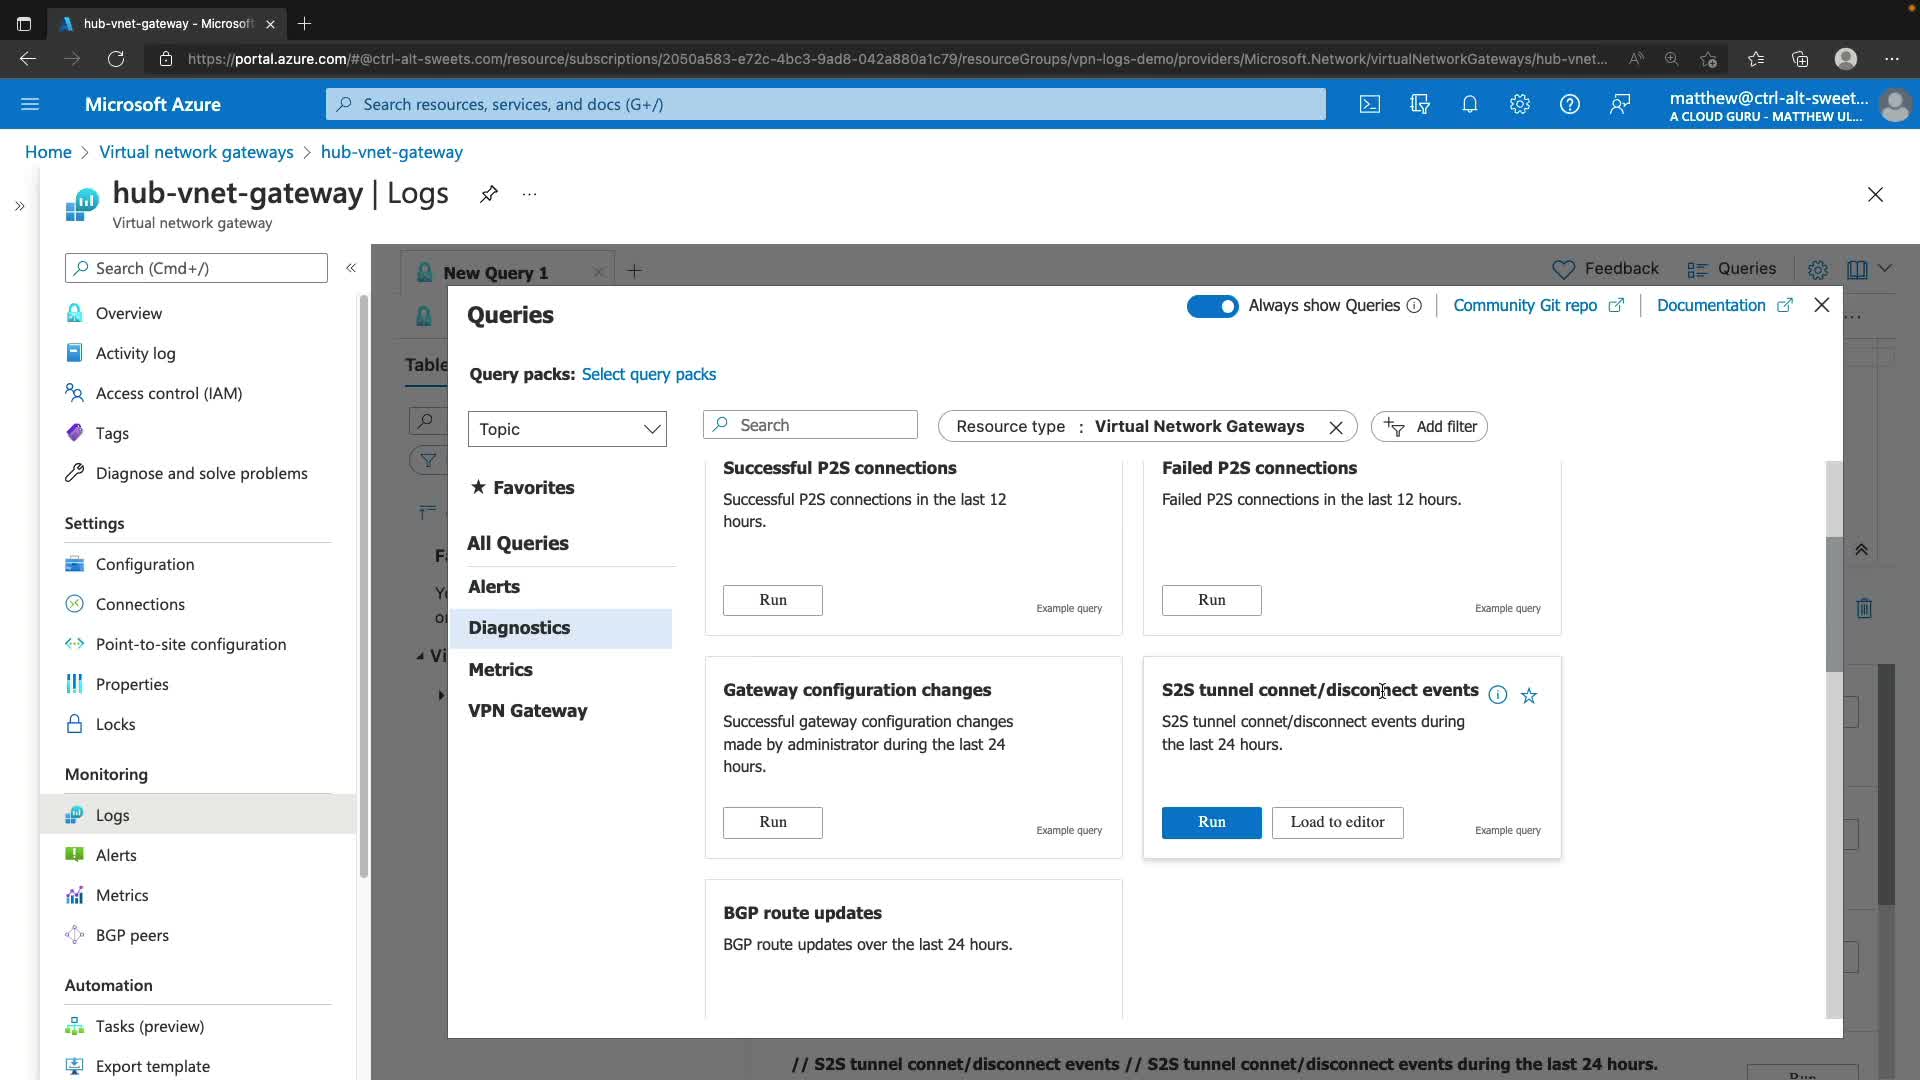 hub-vnet-gateway - Microsoft
https://portal.azure.com/#@ctrl-alt-sweets.com/resource/subscriptions/2050a583-e72c-4bc3-9ad8-042a880a1c79/resourceGroups/vpn-logs-demo/providers/Microsoft.Network/virtualNetworkGateways/hub-vnet...
Microsoft Azure
Search resources, services, and docs (G+/)
matthew@ctrl-alt-sweet...
A CLOUD GURU - MATTHEW UL...
Home > Virtual network gateways > hub-vnet-gateway
hub-vnet-gateway | Logs
Virtual network gateway
Search (Cmd+/)
Overview
Activity log
Access control (IAM)
Tags
Diagnose and solve problems
Settings
Configuration
Connections
Point-to-site configuration
Properties
Locks
Monitoring
Logs
Alerts
Metrics
BGP peers
Automation
Tasks (preview)
Export template
New Query 1
Feedback
Queries
Table
Queries
Always show Queries
Community Git repo
Documentation
Query packs: Select query packs
Topic
Search
Resource type : Virtual Network Gateways
Add filter
Favorites
All Queries
Alerts
Diagnostics
Metrics
VPN Gateway
Successful P2S connections
Successful P2S connections in the last 12
hours.
Run
Example query
Failed P2S connections
Failed P2S connections in the last 12 hours.
Run
Example query
Gateway configuration changes
Successful gateway configuration changes
made by administrator during the last 24
hours.
Run
Example query
S2S tunnel connet/disconnect events
S2S tunnel connet/disconnect events during
the last 24 hours.
Run
Load to editor
Example query
BGP route updates
BGP route updates over the last 24 hours.
// S2S tunnel connet/disconnect events // S2S tunnel connet/disconnect events during the last 24 hours.